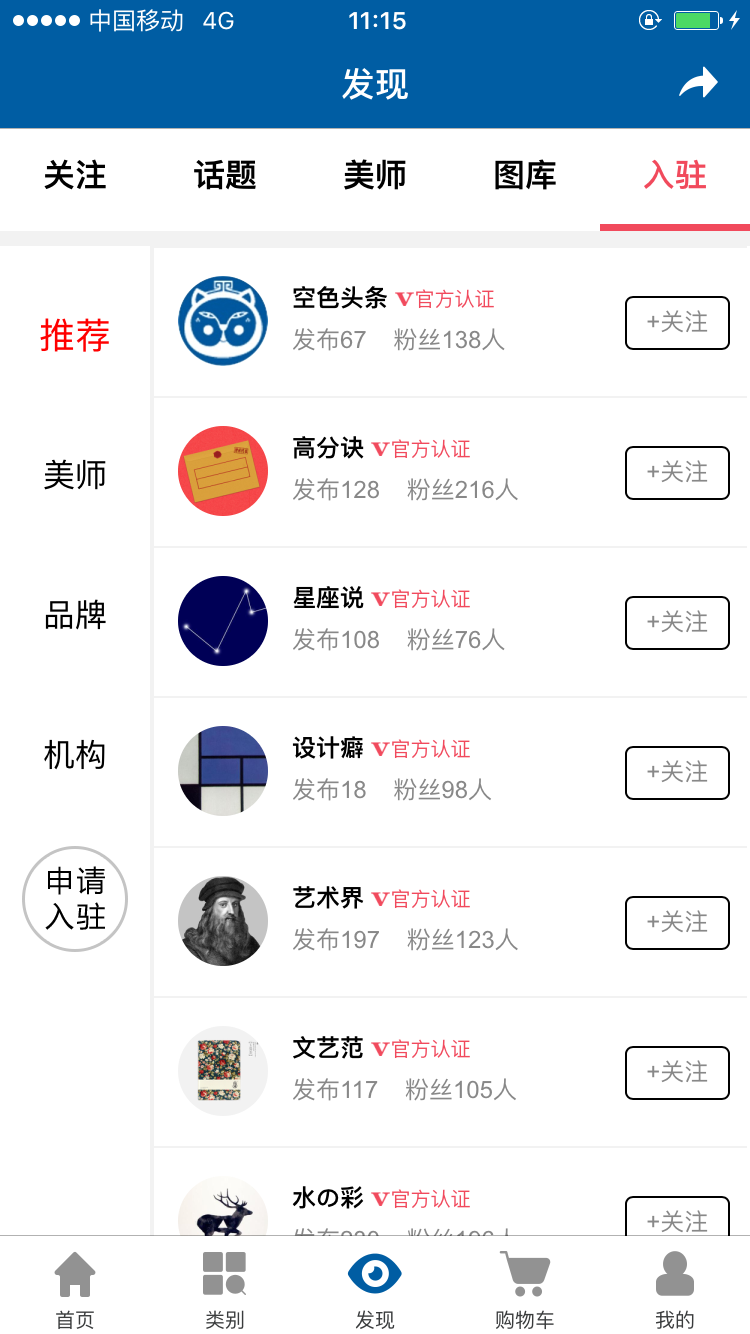 中国移动 4G 11:15
发现
关注 话题 美师 图库 入驻
推荐
美师
品牌
机构
申请
入驻
空色头条 V官方认证
发布67 粉丝138人
+关注
高分诀 V官方认证
发布128 粉丝216人
+关注
星座说 V官方认证
发布108 粉丝76人
+关注
设计癖 V官方认证
发布18 粉丝98人
+关注
艺术界 V官方认证
发布197 粉丝123人
+关注
文艺范 V官方认证
发布117 粉丝105人
+关注
水の彩 V官方认证
+关注
首页 类别 发现 购物车 我的